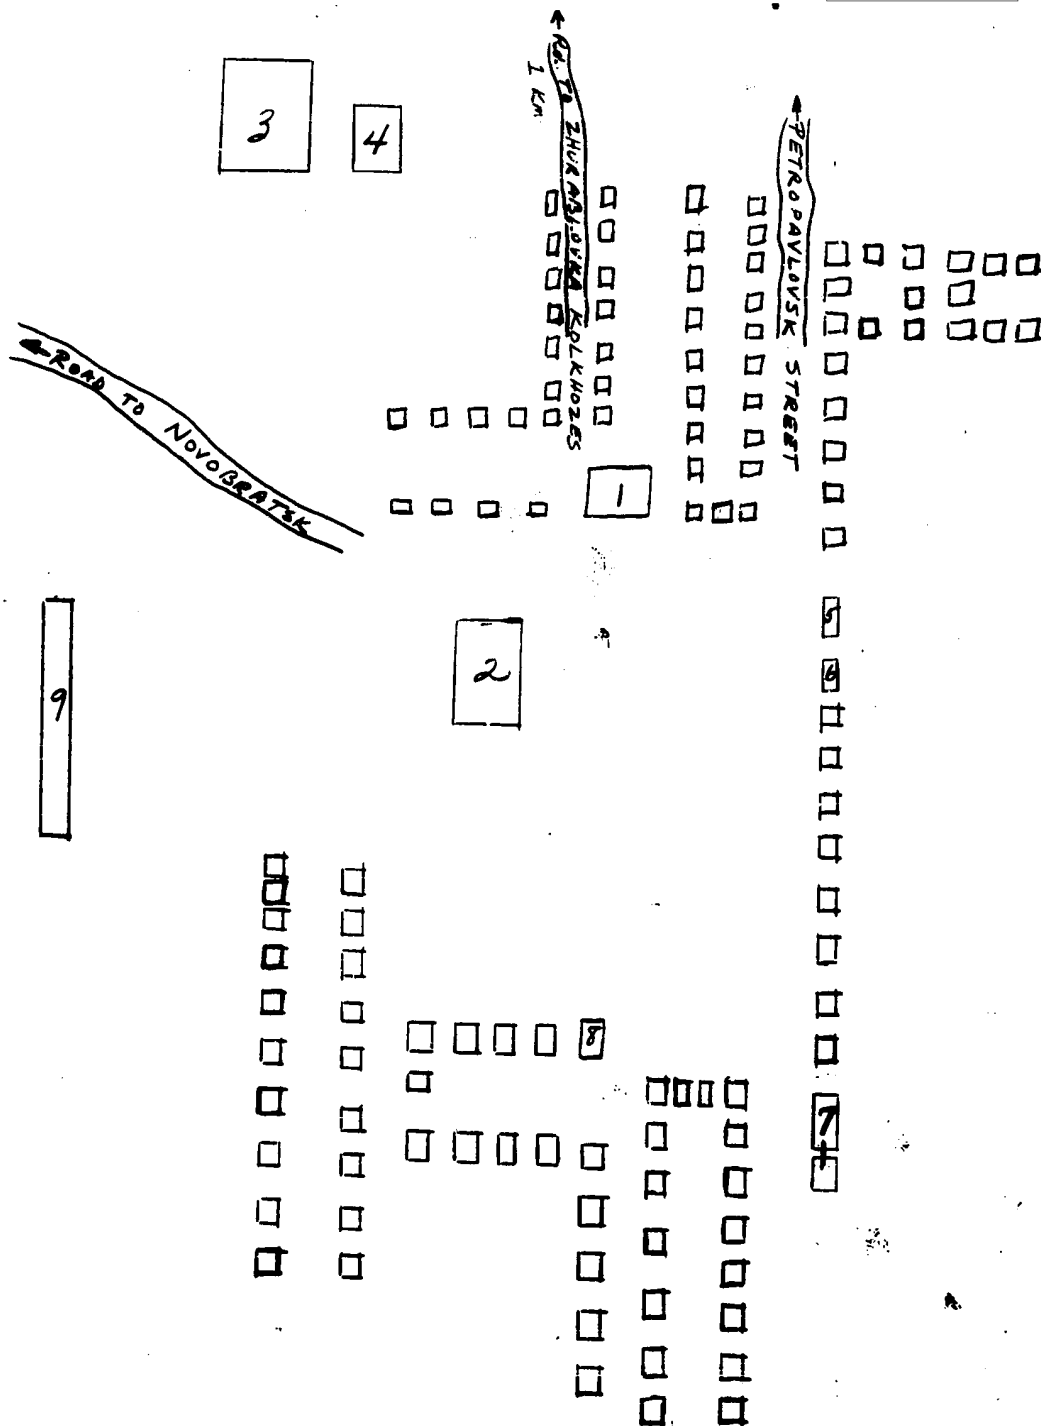 ← RD. TO ZHURAVLOVKA KOLKHOZES
1 KM
← PETROPAVLOVSK STREET
3
4
← ROAD TO NOVOBRATSK
1
2
5
6
9
8
7